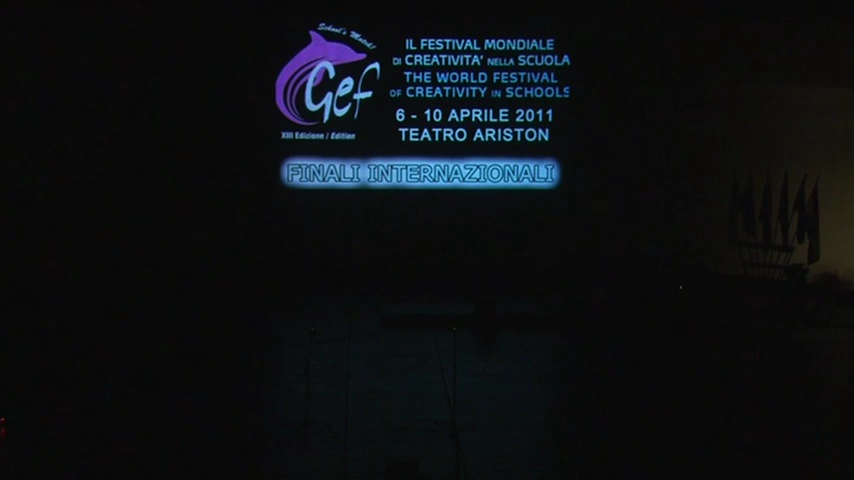 School's Match!
Gef
XIII Edizione / Edition
IL FESTIVAL MONDIALE
DI CREATIVITA' NELLA SCUOLA
THE WORLD FESTIVAL
OF CREATIVITY IN SCHOOLS
6 - 10 APRILE 2011
TEATRO ARISTON
FINALI INTERNAZIONALI